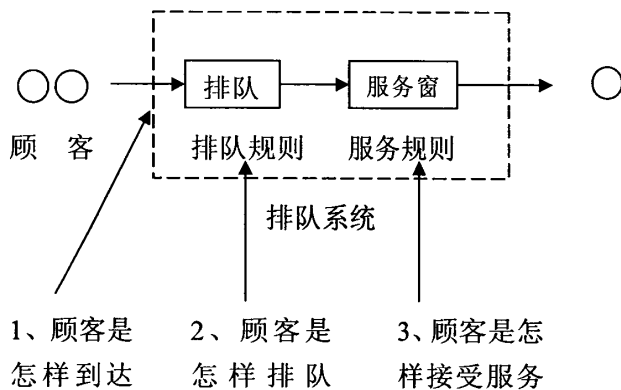 排队
服务窗
顾 客
排队规则
服务规则
排队系统
1、顾客是
怎样到达
2、顾客是
怎样排队
3、顾客是怎
样接受服务